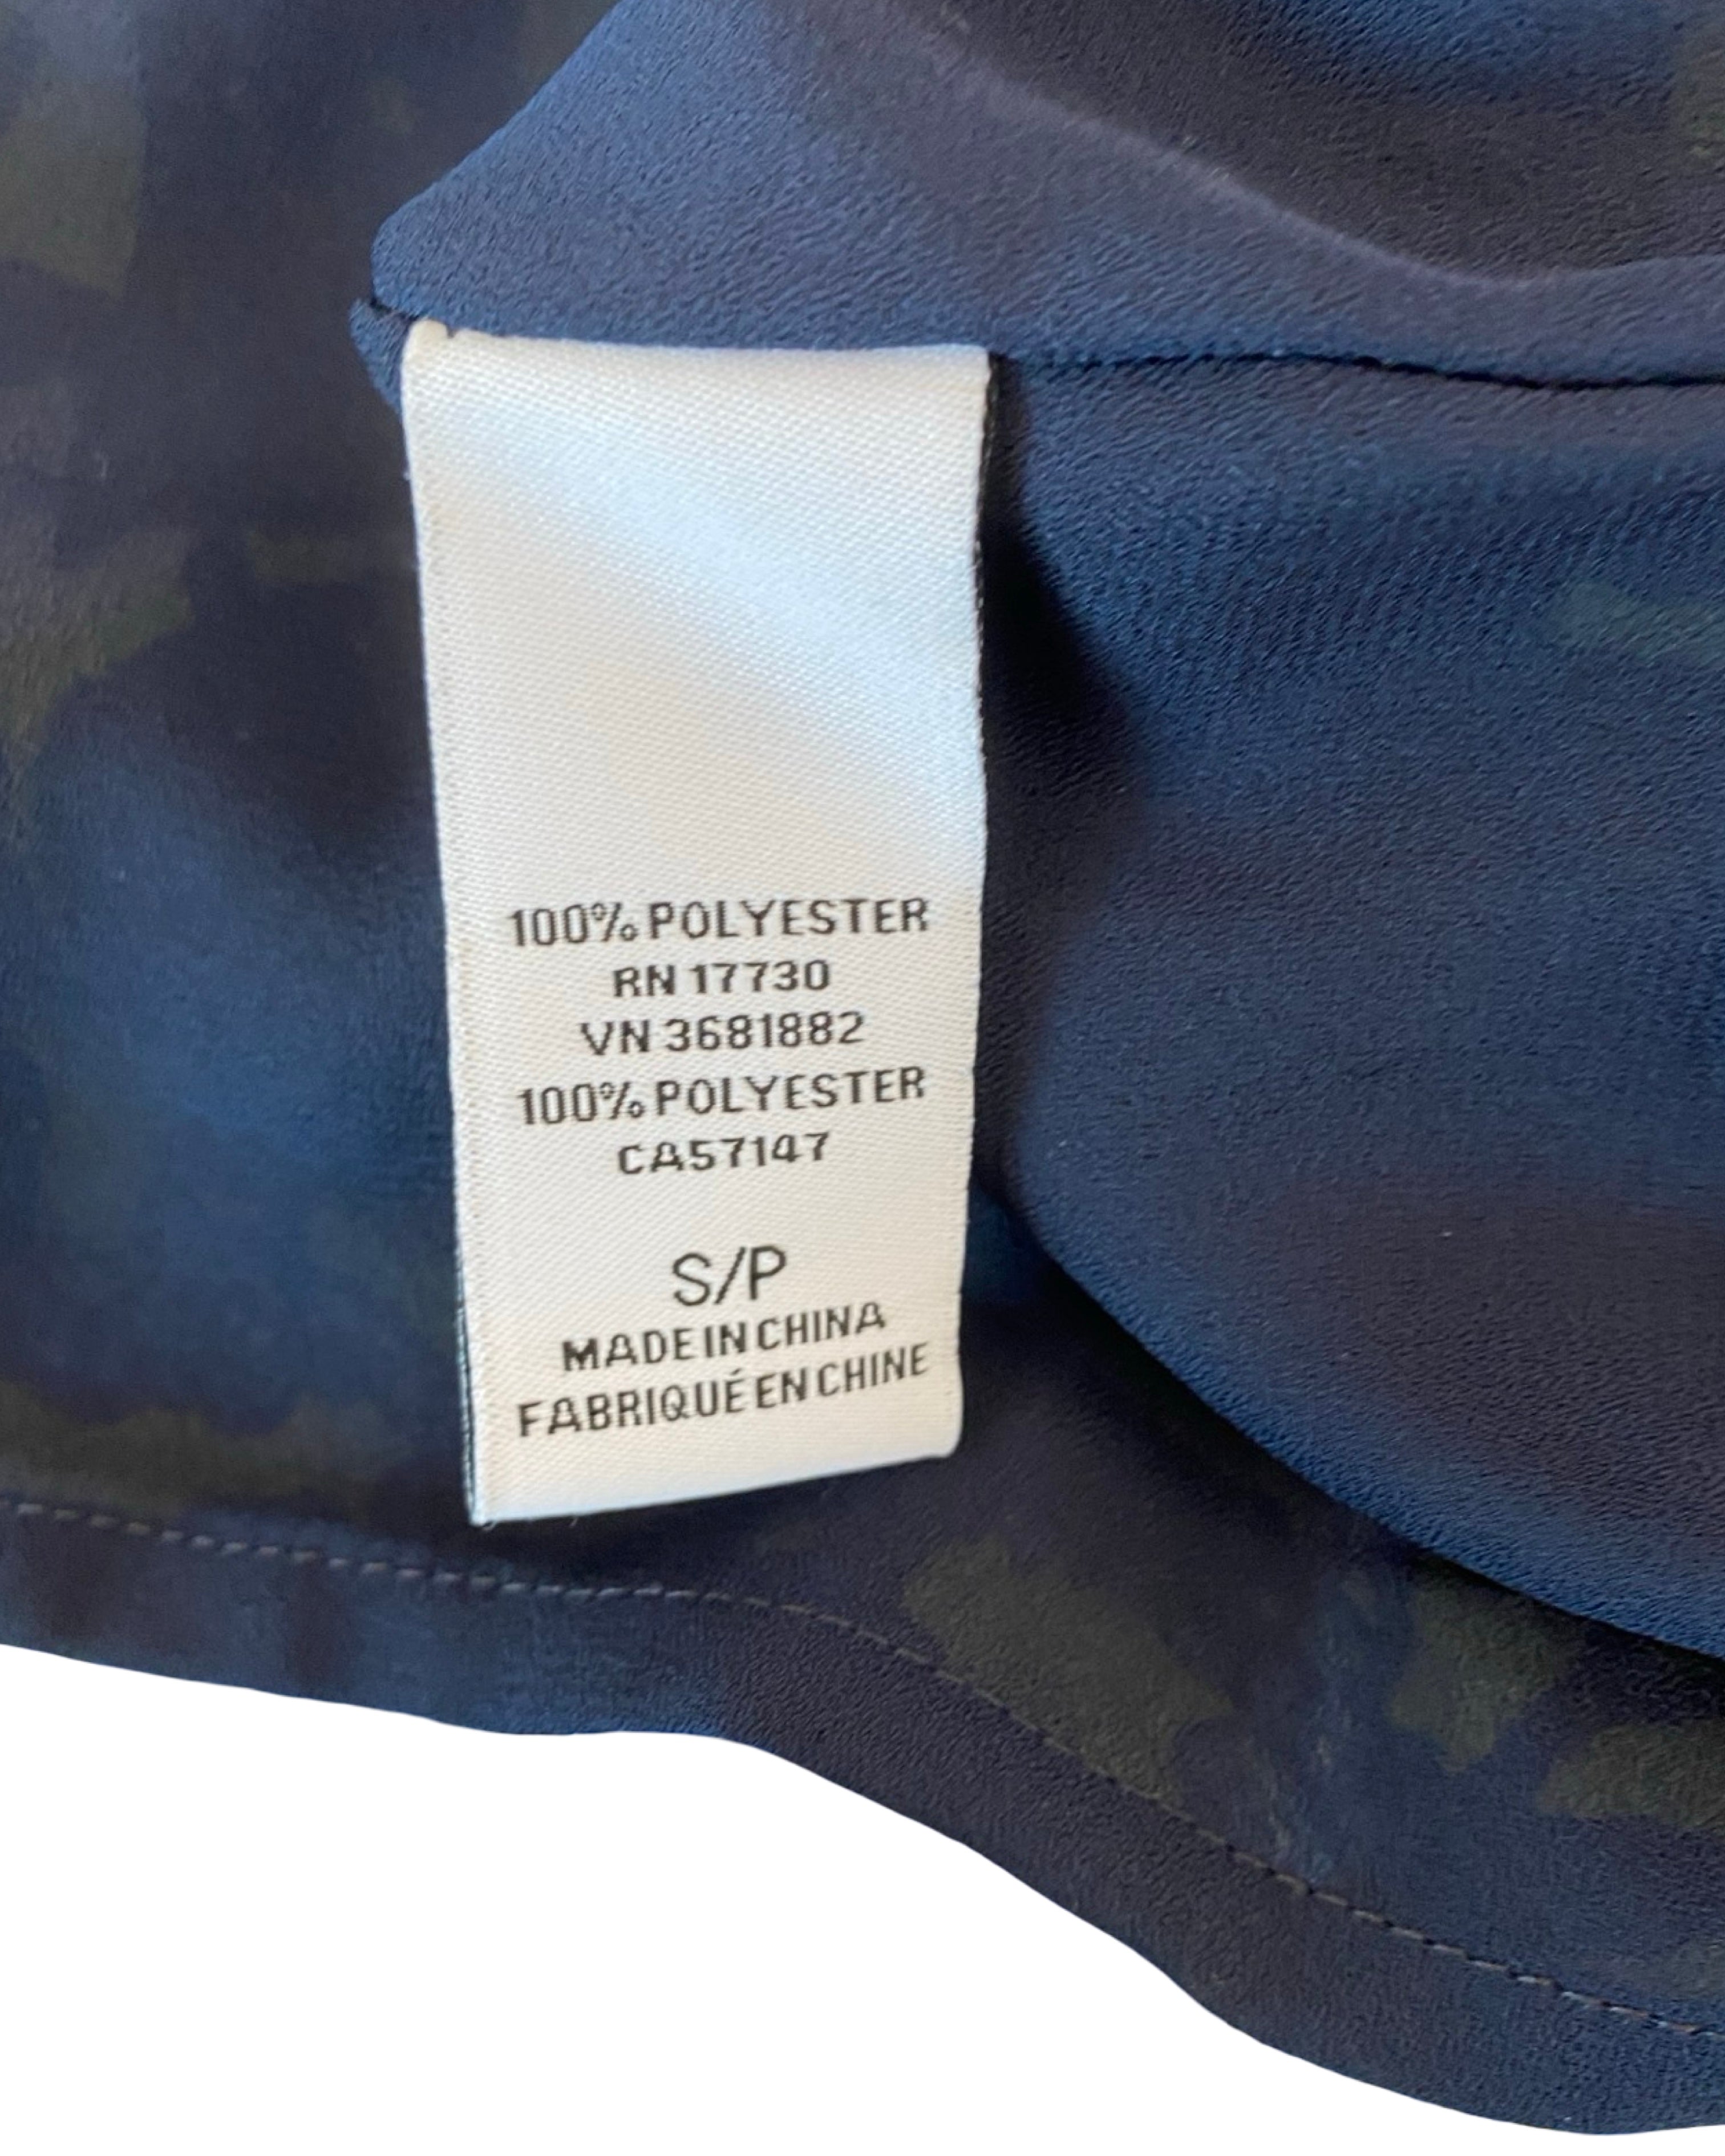 100% POLYESTER
RN 17730
VN 3681882
100% POLYESTER
CA57147
S/P
MADE IN CHINA
FABRIQUÉ EN CHINE